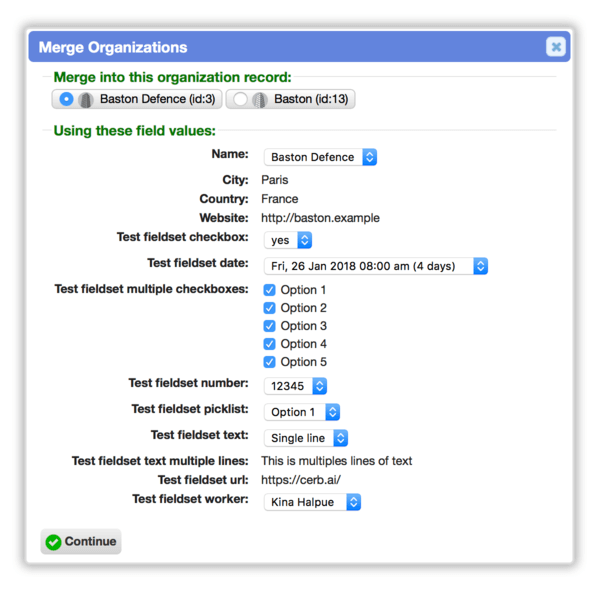 Merge Organizations
Merge into this organization record:
Baston Defence (id:3) Baston (id:13)
Using these field values:
Name: Baston Defence
City: Paris
Country: France
Website: http://baston.example
Test fieldset checkbox: yes
Test fieldset date: Fri, 26 Jan 2018 08:00 am (4 days)
Test fieldset multiple checkboxes: Option 1
Option 2
Option 3
Option 4
Option 5
Test fieldset number: 12345
Test fieldset picklist: Option 1
Test fieldset text: Single line
Test fieldset text multiple lines: This is multiples lines of text
Test fieldset url: https://cerb.ai/
Test fieldset worker: Kina Halpue
Continue